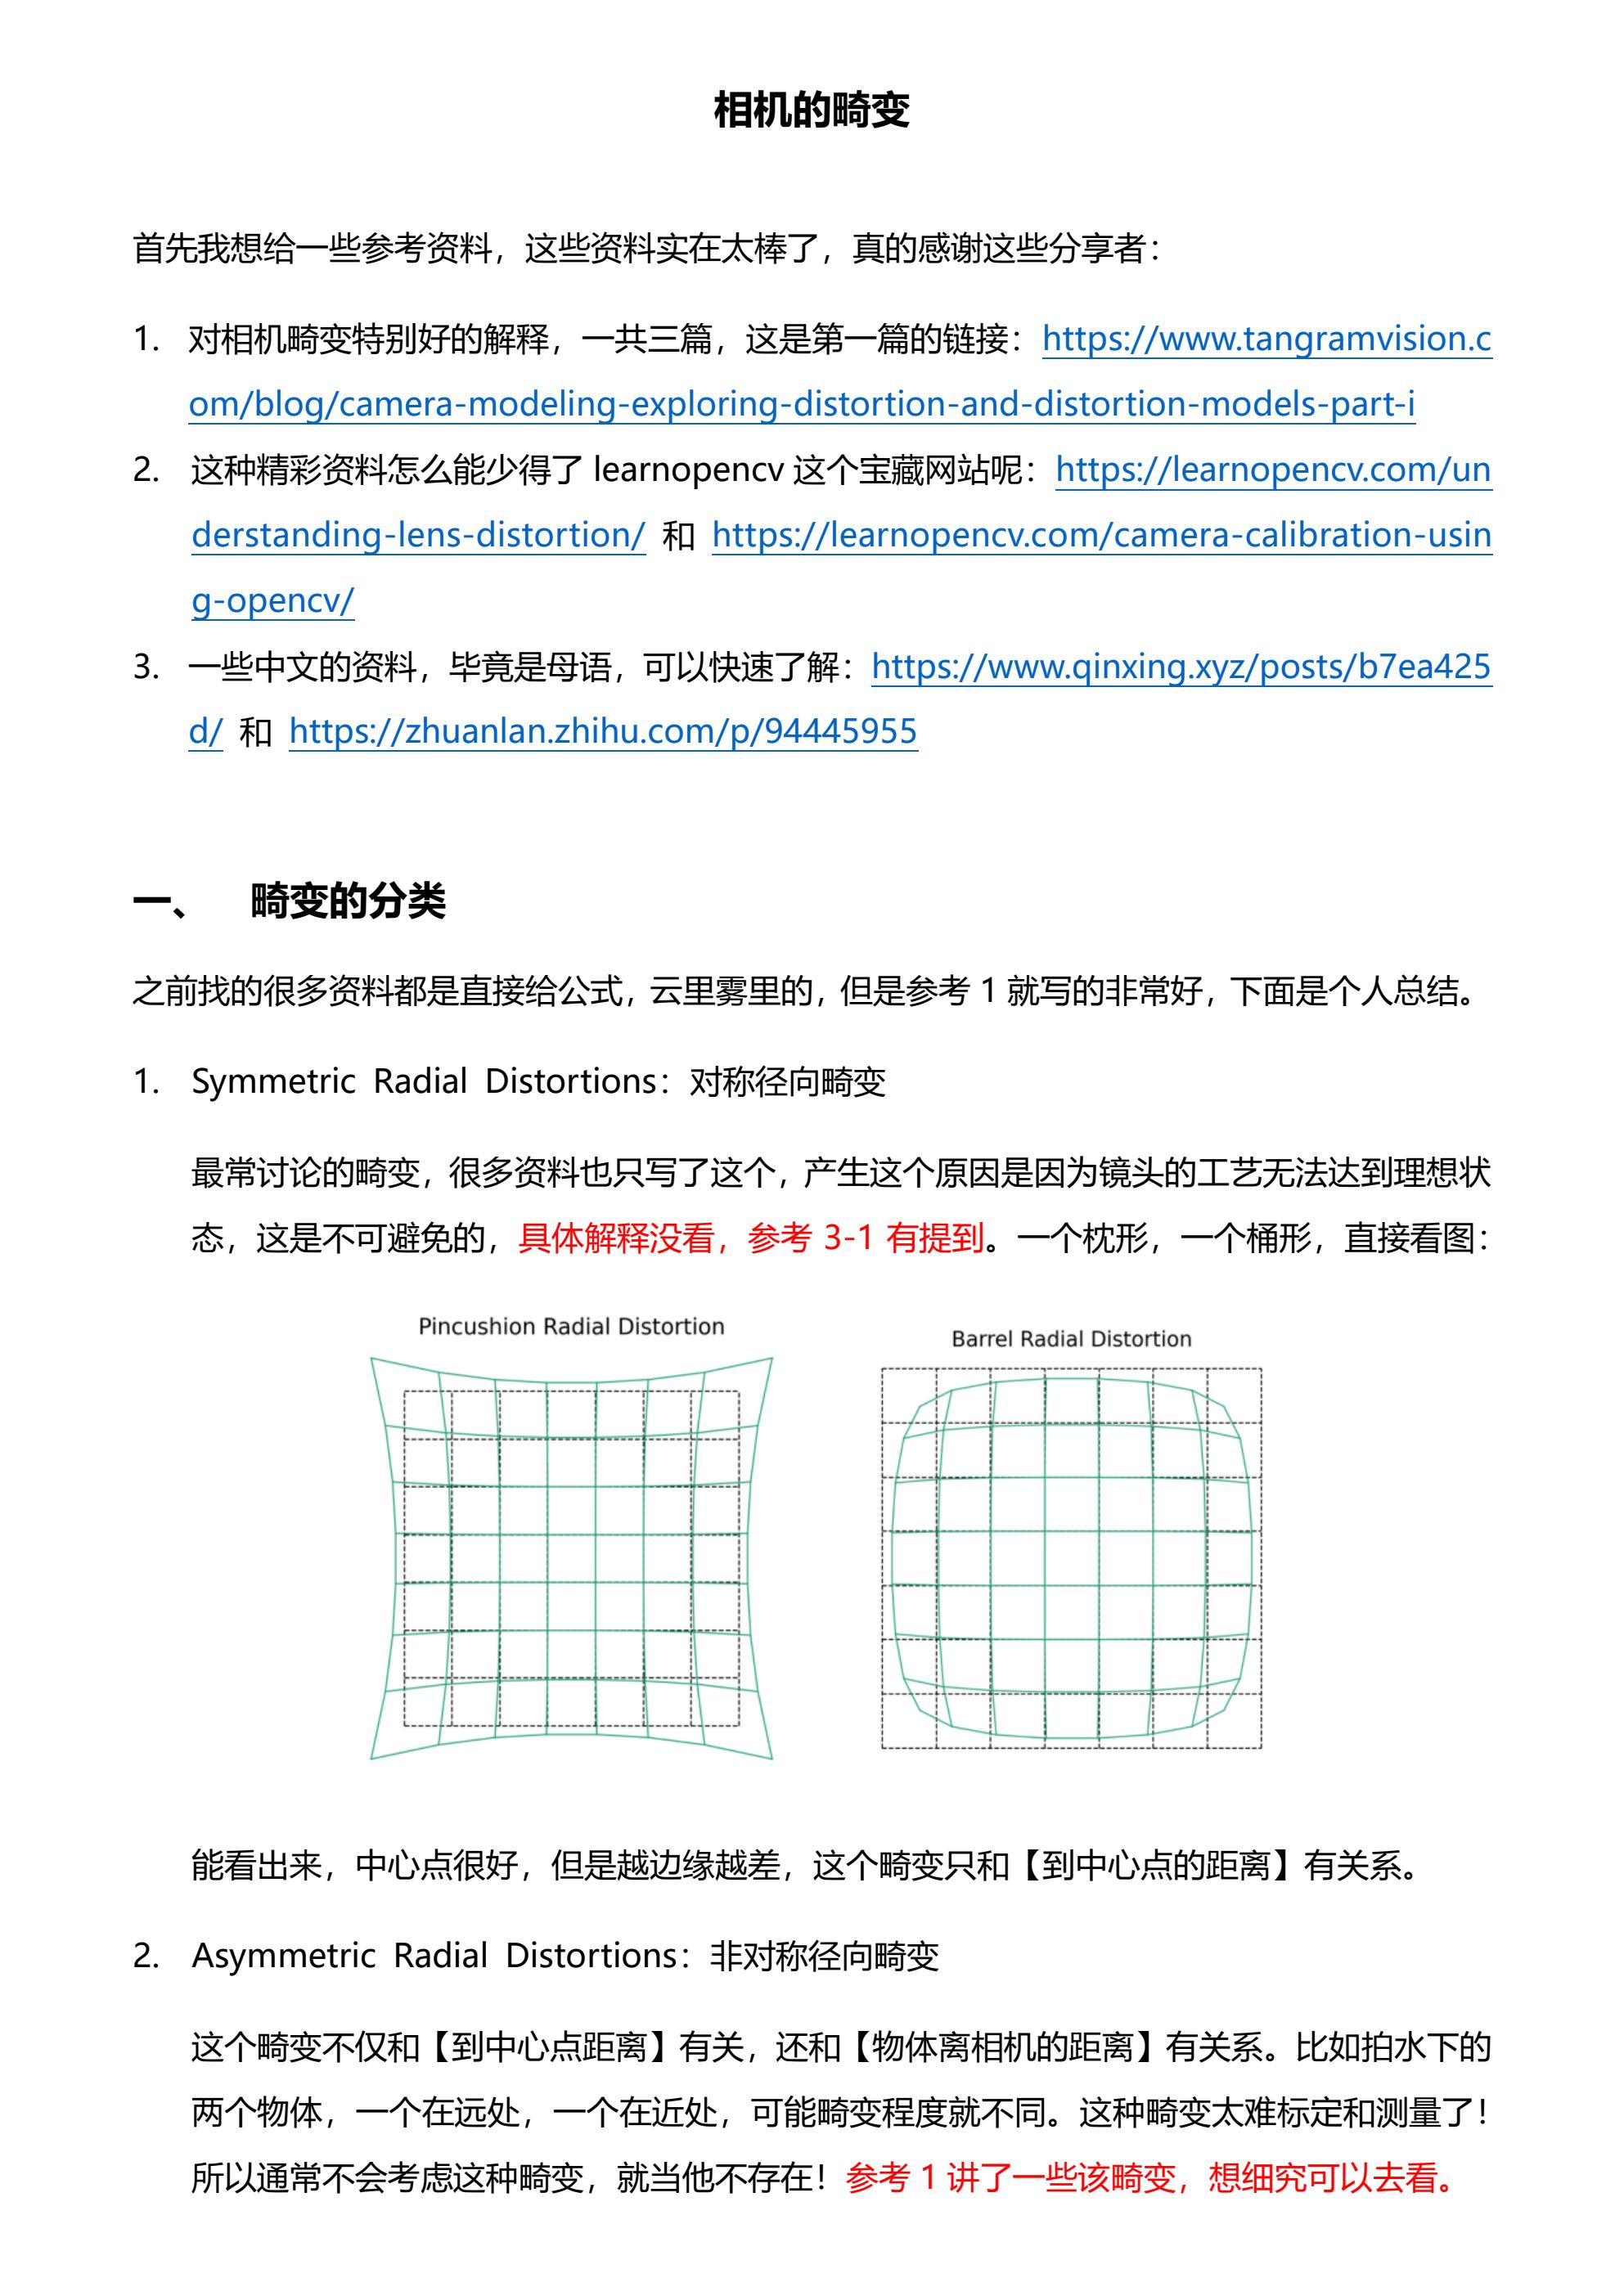 相机的畸变
首先我想给一些参考资料，这些资料实在太棒了，真的感谢这些分享者：
1. 对相机畸变特别好的解释，一共三篇，这是第一篇的链接：https://www.tangramvision.c
om/blog/camera-modeling-exploring-distortion-and-distortion-models-part-i
2. 这种精彩资料怎么能少得了 learnopencv 这个宝藏网站呢：https://learnopencv.com/un
derstanding-lens-distortion/ 和 https://learnopencv.com/camera-calibration-usin
g-opencv/
3. 一些中文的资料，毕竟是母语，可以快速了解：https://www.qinxing.xyz/posts/b7ea425
d/ 和 https://zhuanlan.zhihu.com/p/94445955
一、 畸变的分类
之前找的很多资料都是直接给公式，云里雾里的，但是参考 1 就写的非常好，下面是个人总结。
1. Symmetric Radial Distortions：对称径向畸变
最常讨论的畸变，很多资料也只写了这个，产生这个原因是因为镜头的工艺无法达到理想状
态，这是不可避免的，具体解释没看，参考 3-1 有提到。一个枕形，一个桶形，直接看图：
Pincushion Radial Distortion
Barrel Radial Distortion
能看出来，中心点很好，但是越边缘越差，这个畸变只和【到中心点的距离】有关系。
2. Asymmetric Radial Distortions：非对称径向畸变
这个畸变不仅和【到中心点距离】有关，还和【物体离相机的距离】有关系。比如拍水下的
两个物体，一个在远处，一个在近处，可能畸变程度就不同。这种畸变太难标定和测量了！
所以通常不会考虑这种畸变，就当他不存在！参考 1 讲了一些该畸变，想细究可以去看。